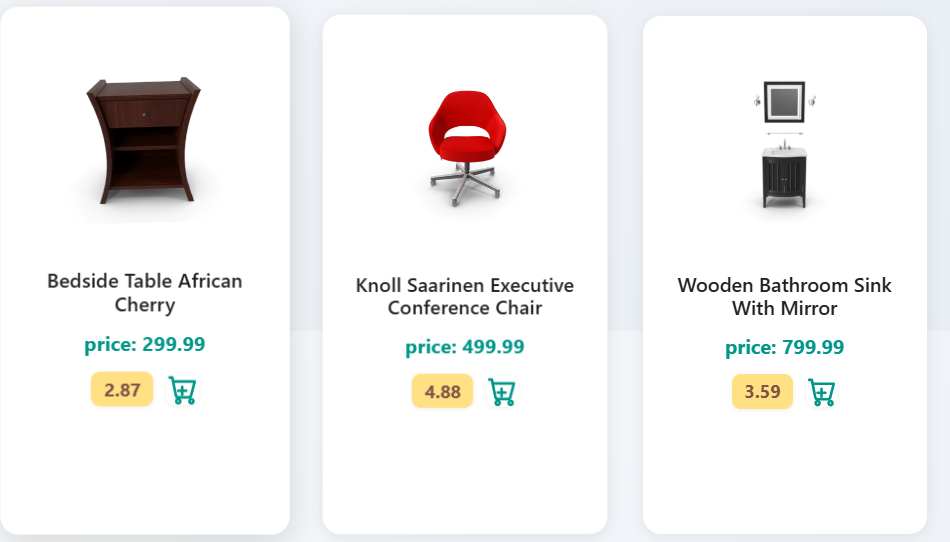 Bedside Table African
Cherry
price: 299.99
2.87
Knoll Saarinen Executive
Conference Chair
price: 499.99
4.88
Wooden Bathroom Sink
With Mirror
price: 799.99
3.59